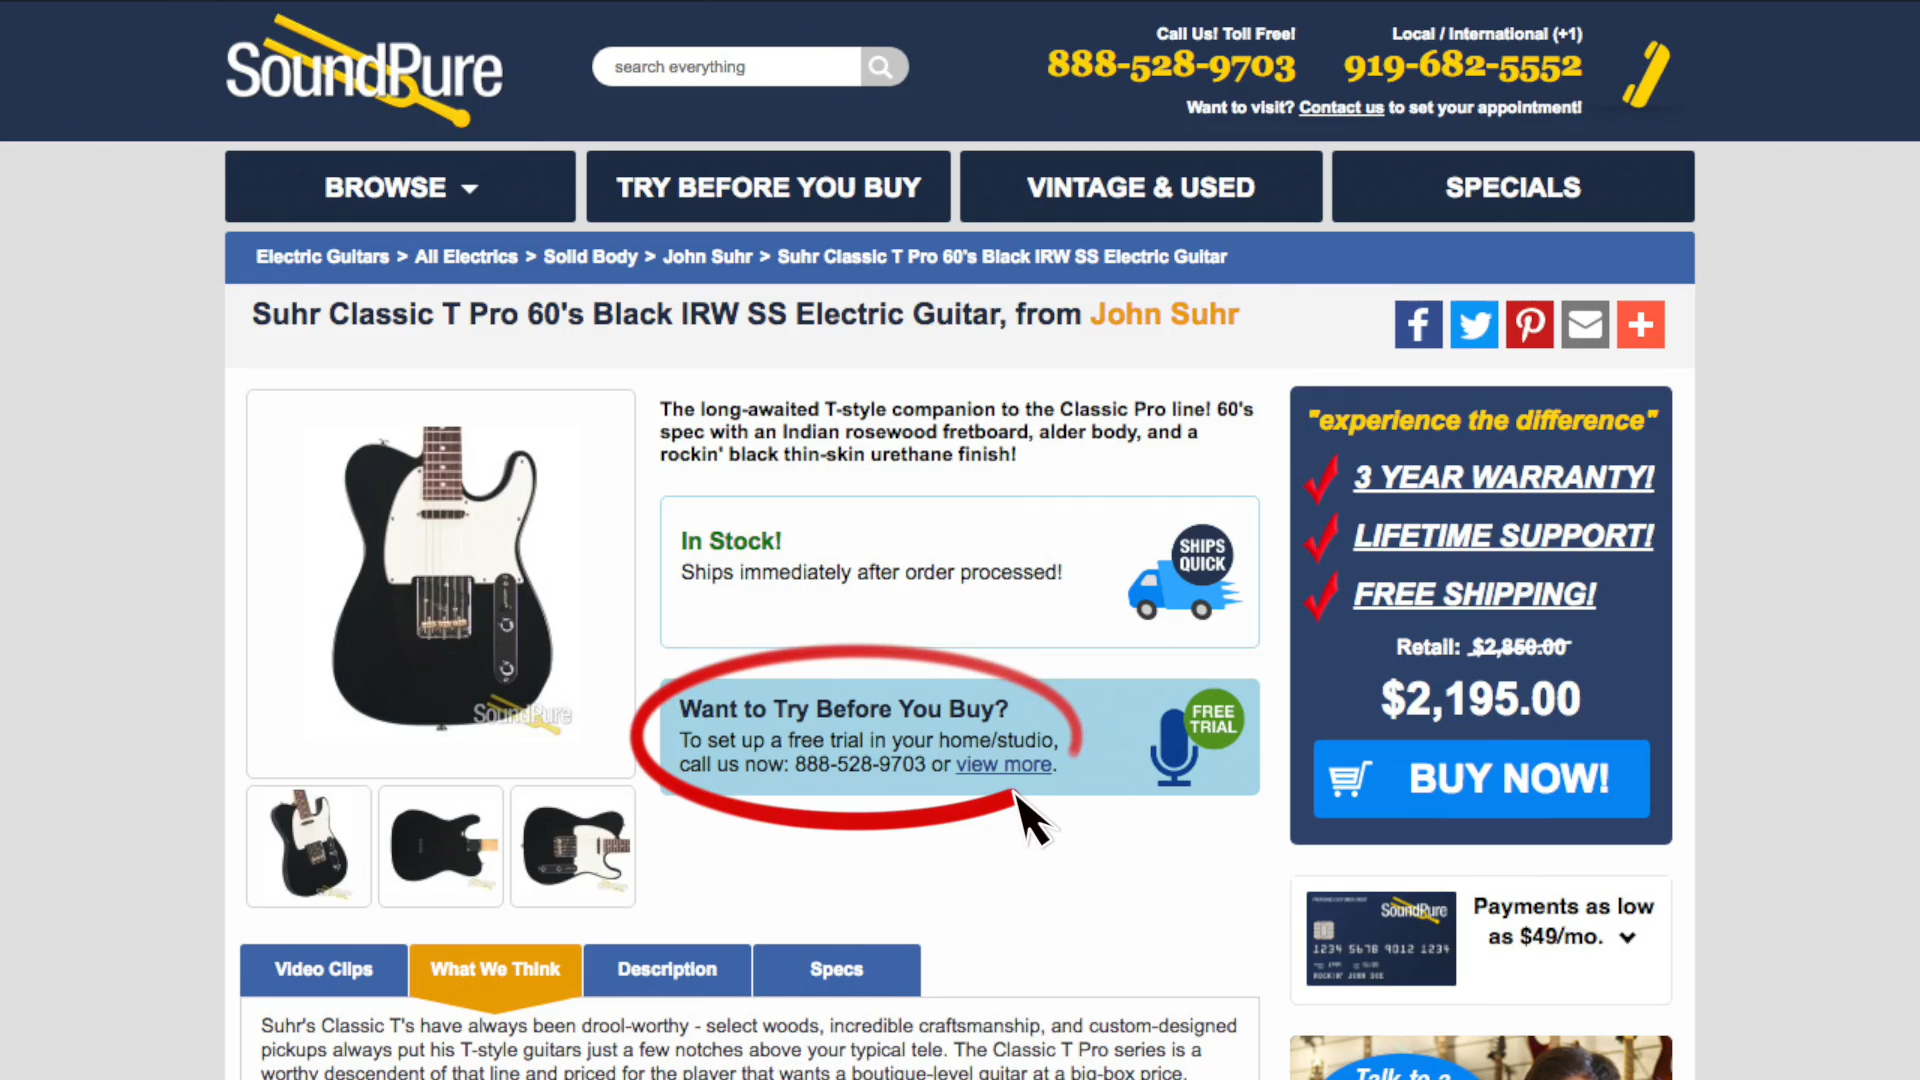 SoundPure
search everything
Call Us! Toll Free!
888-528-9703
Local / International (+1)
919-682-5552
Want to visit? Contact us to set your appointment!
BROWSE
TRY BEFORE YOU BUY
VINTAGE & USED
SPECIALS
Electric Guitars > All Electrics > Solid Body > John Suhr > Suhr Classic T Pro 60's Black IRW SS Electric Guitar
Suhr Classic T Pro 60's Black IRW SS Electric Guitar, from John Suhr
SoundPure
The long-awaited T-style companion to the Classic Pro line! 60's
spec with an Indian rosewood fretboard, alder body, and a
rockin' black thin-skin urethane finish!
In Stock!
Ships immediately after order processed!
SHIPS
QUICK
Want to Try Before You Buy?
To set up a free trial in your home/studio,
call us now: 888-528-9703 or view more.
FREE
TRIAL
"experience the difference"
3 YEAR WARRANTY!
LIFETIME SUPPORT!
FREE SHIPPING!
Retail: $2,850.00
$2,195.00
BUY NOW!
SoundPure
1234 5678 9012 1234
ROCKIN' JOHN DOE
Payments as low
as $49/mo.
Video Clips
What We Think
Description
Specs
Suhr's Classic T's have always been drool-worthy - select woods, incredible craftsmanship, and custom-designed
pickups always put his T-style guitars just a few notches above your typical tele. The Classic T Pro series is a
worthy descendent of that line and priced for the player that wants a boutique-level guitar at a big-box price.
Talk to a